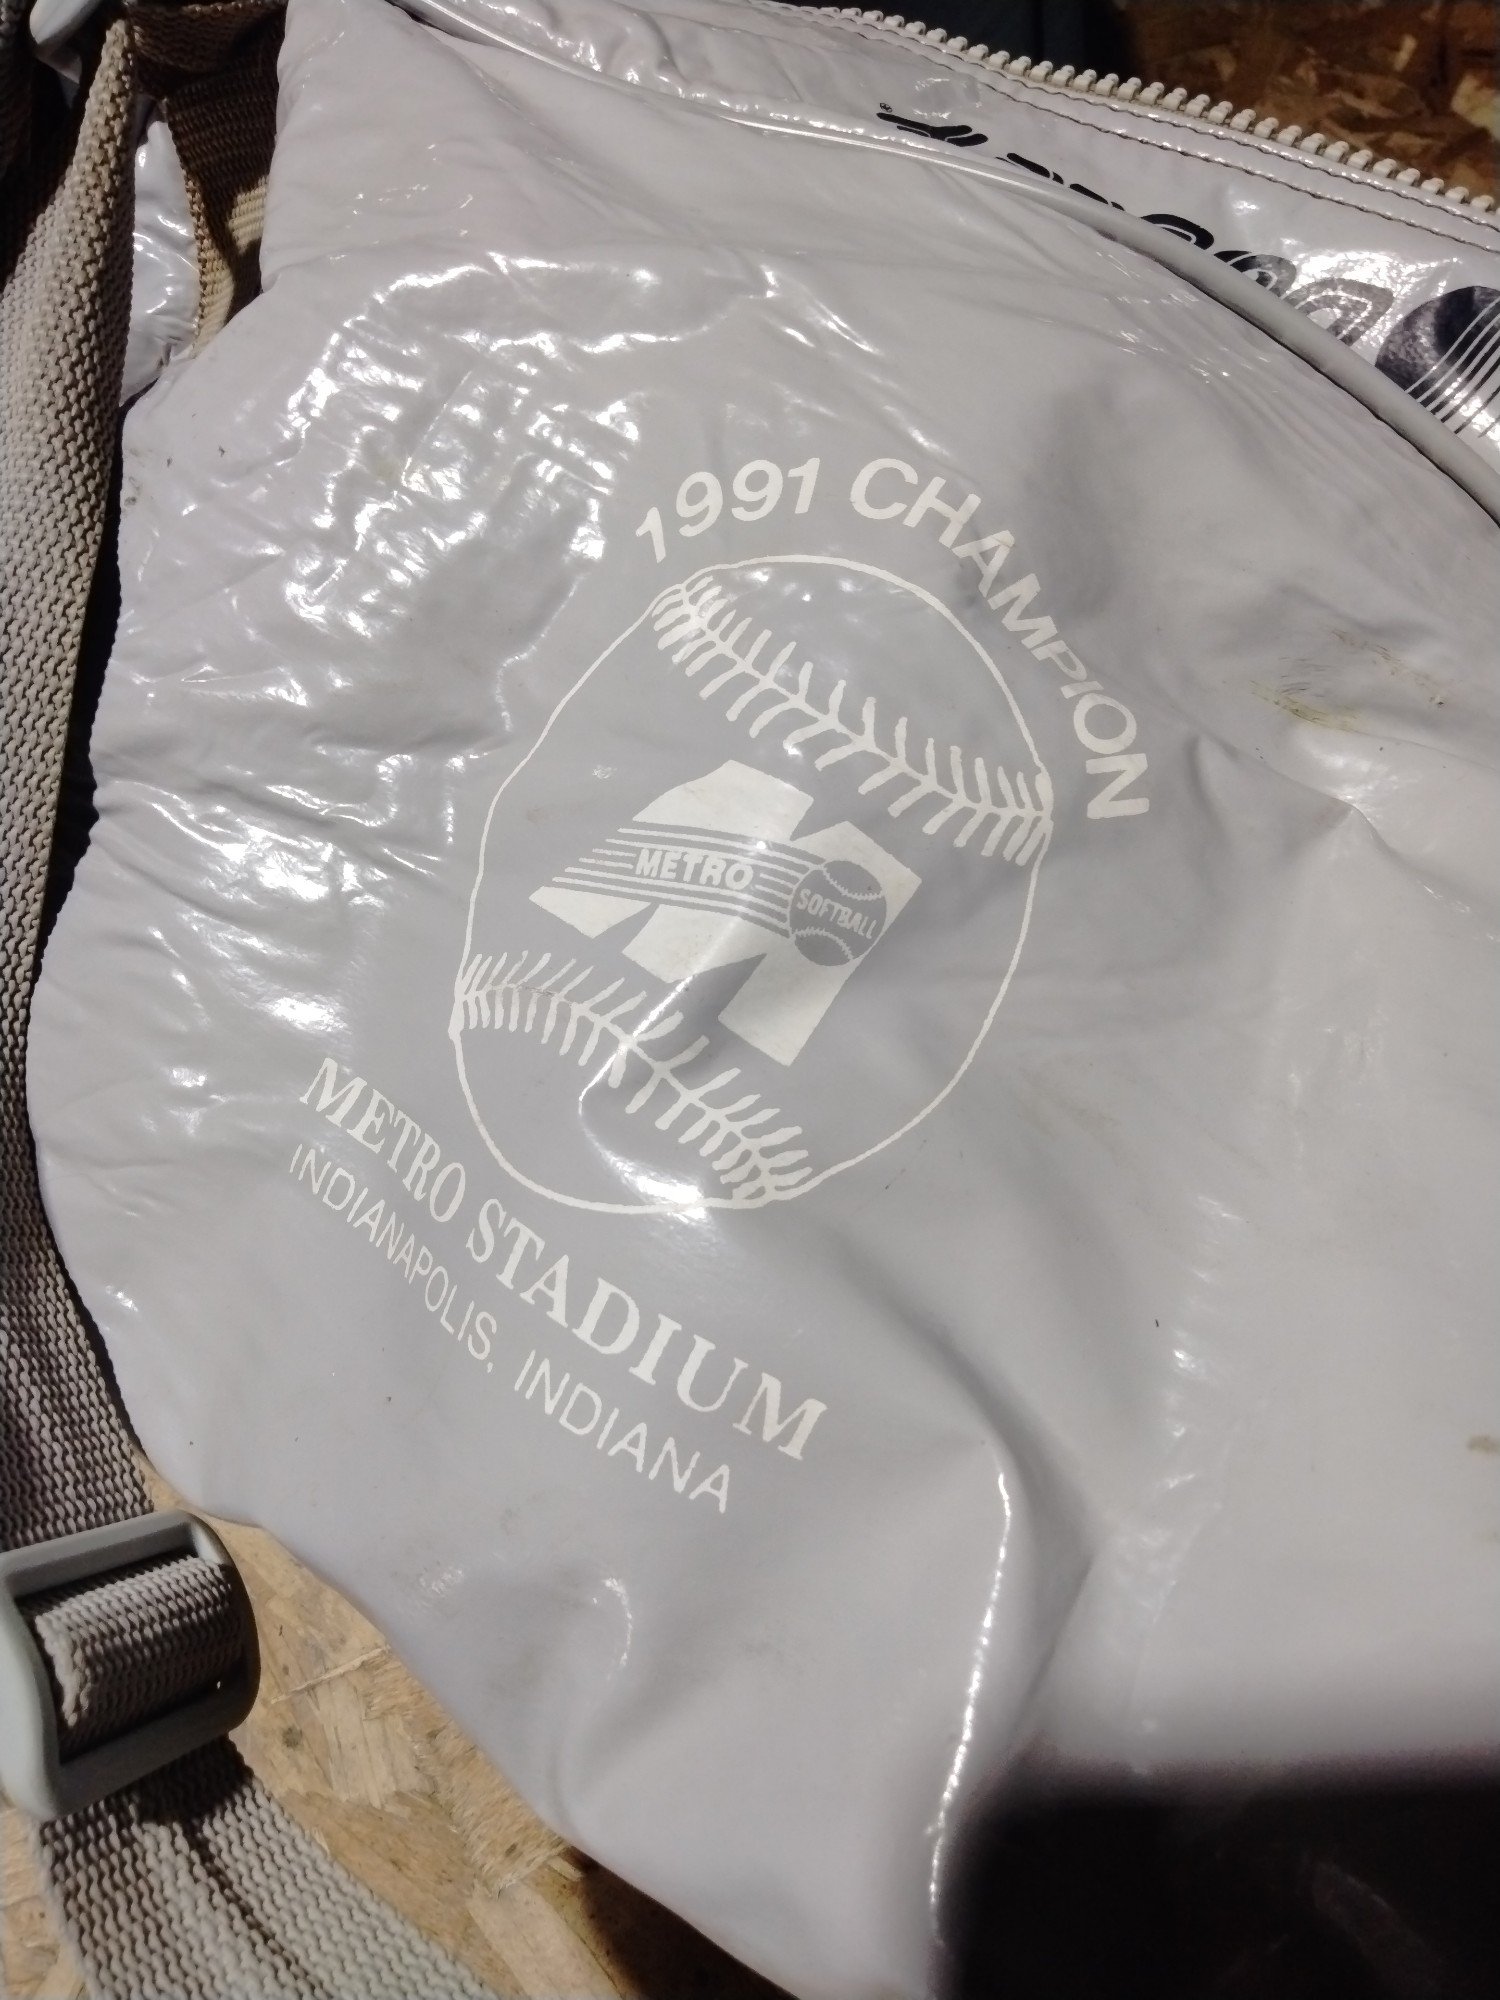 1991 CHAMPION
METRO
SOFTBALL
METRO STADIUM
INDIANAPOLIS, INDIANA